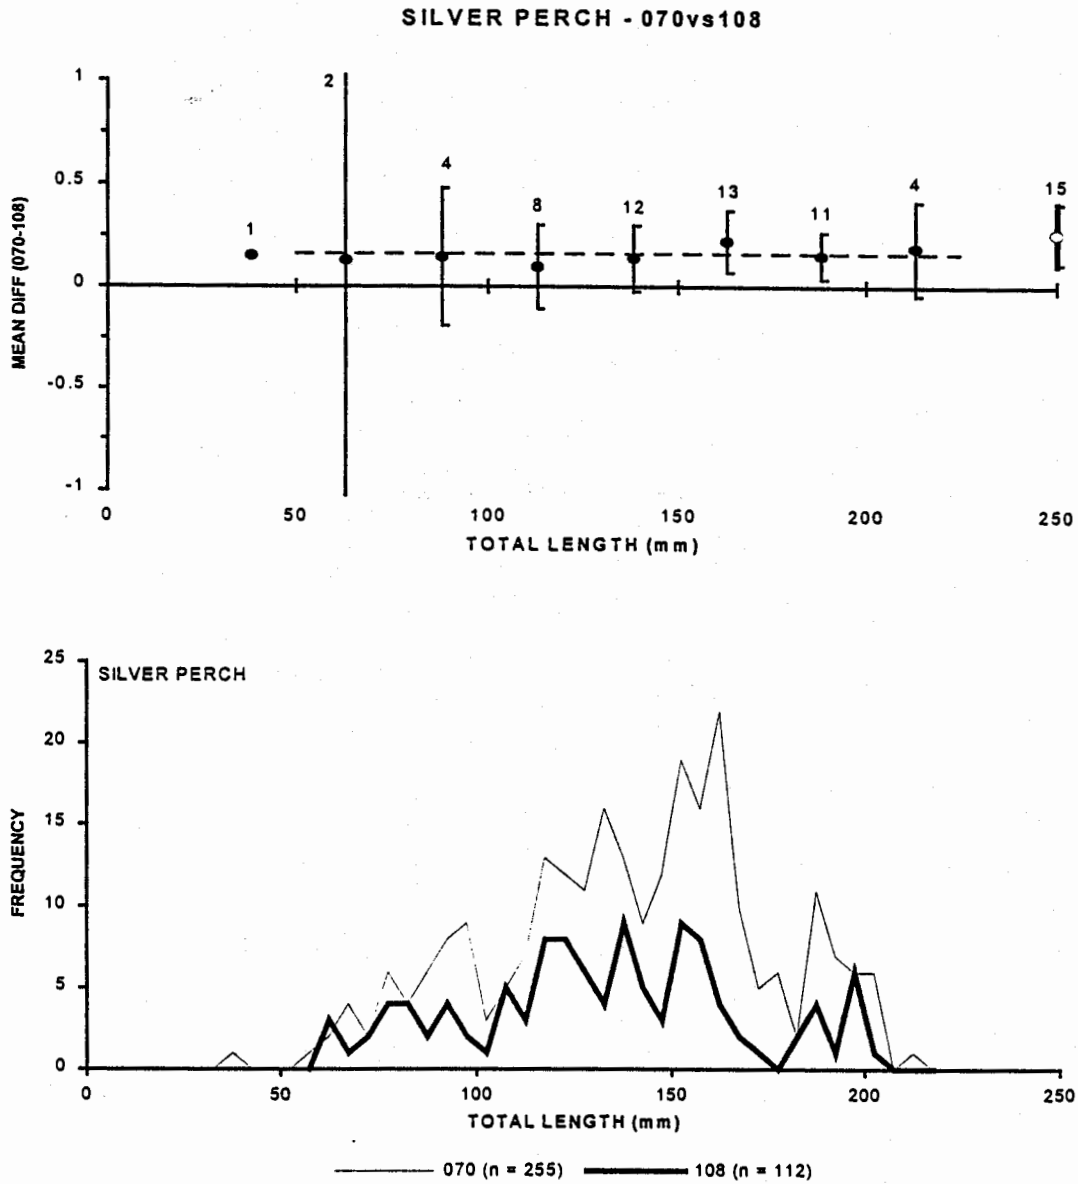 SILVER PERCH - 070vs108
1
2
4
13
4
15
0.5
8
12
11
1
MEAN DIFF (070-108)
0
-0.5
-1
0 50 100 150 200 250
TOTAL LENGTH (mm)
25
SILVER PERCH
20
15
FREQUENCY
10
5
0
0 50 100 150 200 250
TOTAL LENGTH (mm)
070 (n = 255) 108 (n = 112)